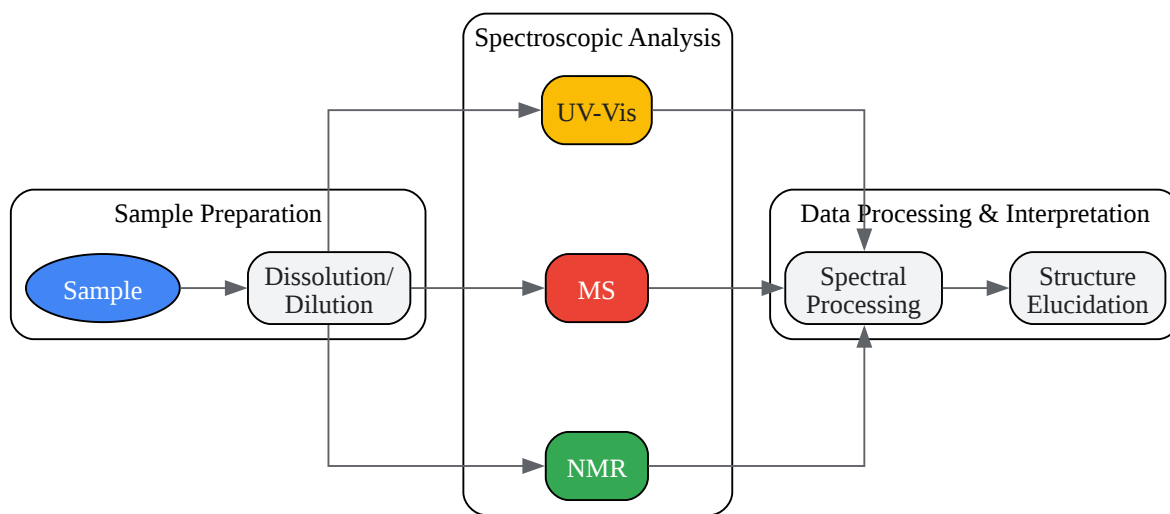 Spectroscopic Analysis
UV-Vis
Sample Preparation
Sample
Dissolution/
Dilution
MS
NMR
Data Processing & Interpretation
Spectral
Processing
Structure
Elucidation